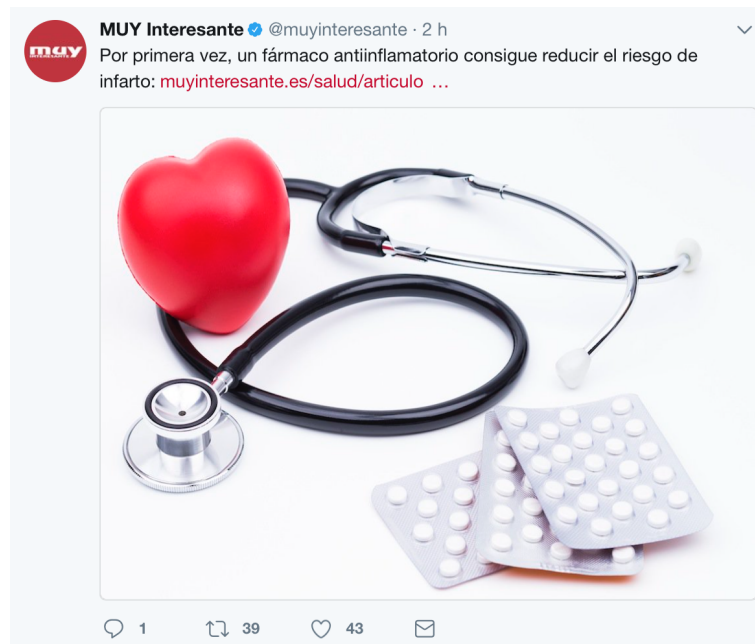 MUY Interesante @muyinteresante · 2 h
Por primera vez, un fármaco antiinflamatorio consigue reducir el riesgo de
infarto: muyinteresante.es/salud/articulo …
muy
INTERESANTE
1 39 43